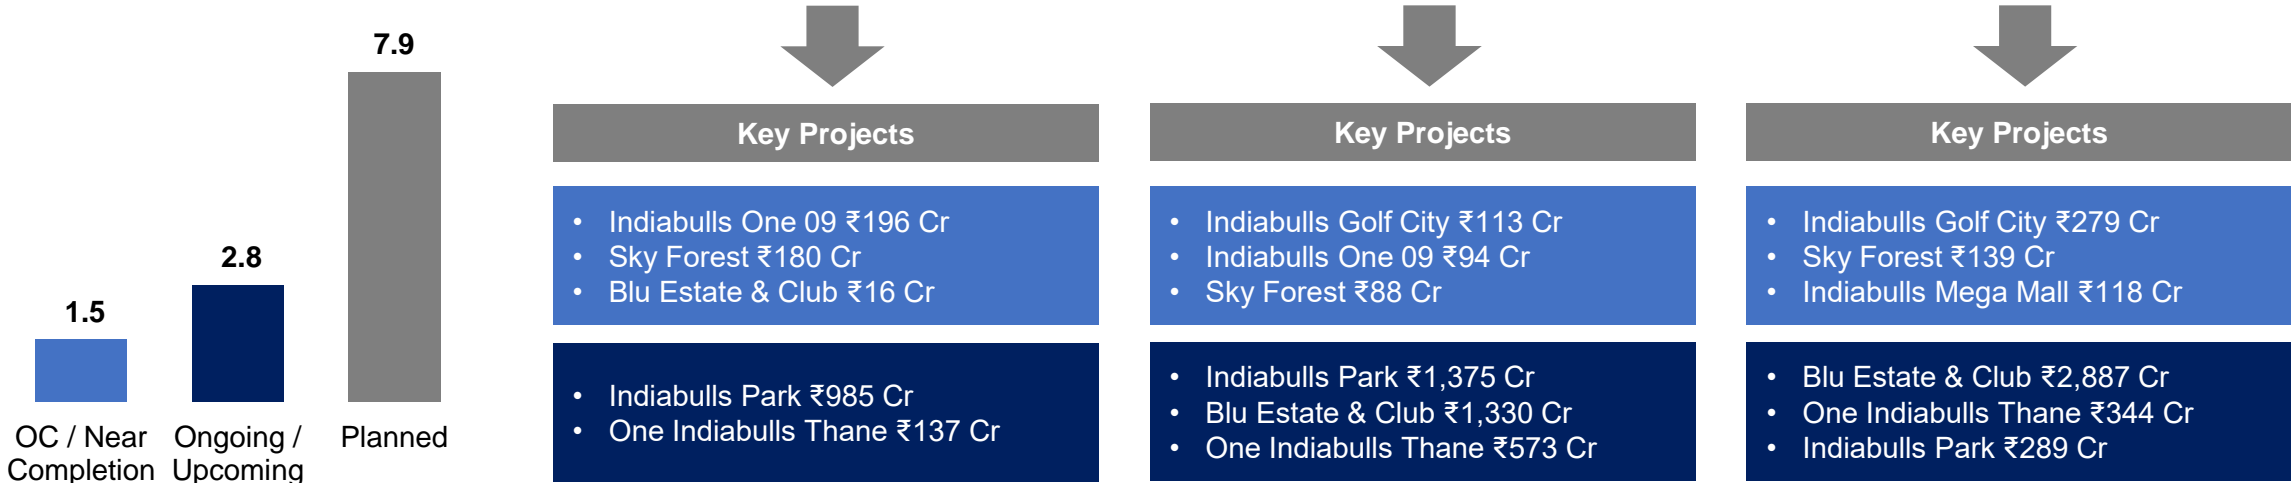 7.9
2.8
1.5
OC / Near
Completion
Ongoing /
Upcoming
Planned
Key Projects
• Indiabulls One 09 ₹196 Cr
• Sky Forest ₹180 Cr
• Blu Estate & Club ₹16 Cr
• Indiabulls Park ₹985 Cr
• One Indiabulls Thane ₹137 Cr
Key Projects
• Indiabulls Golf City ₹113 Cr
• Indiabulls One 09 ₹94 Cr
• Sky Forest ₹88 Cr
• Indiabulls Park ₹1,375 Cr
• Blu Estate & Club ₹1,330 Cr
• One Indiabulls Thane ₹573 Cr
Key Projects
• Indiabulls Golf City ₹279 Cr
• Sky Forest ₹139 Cr
• Indiabulls Mega Mall ₹118 Cr
• Blu Estate & Club ₹2,887 Cr
• One Indiabulls Thane ₹344 Cr
• Indiabulls Park ₹289 Cr